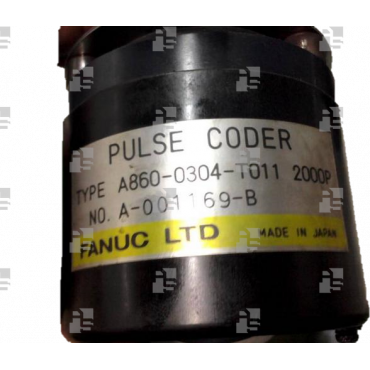 PULSE CODER
TYPE A860-0304-T011 2000P
NO. A-001169-B
FANUC LTD MADE IN JAPAN